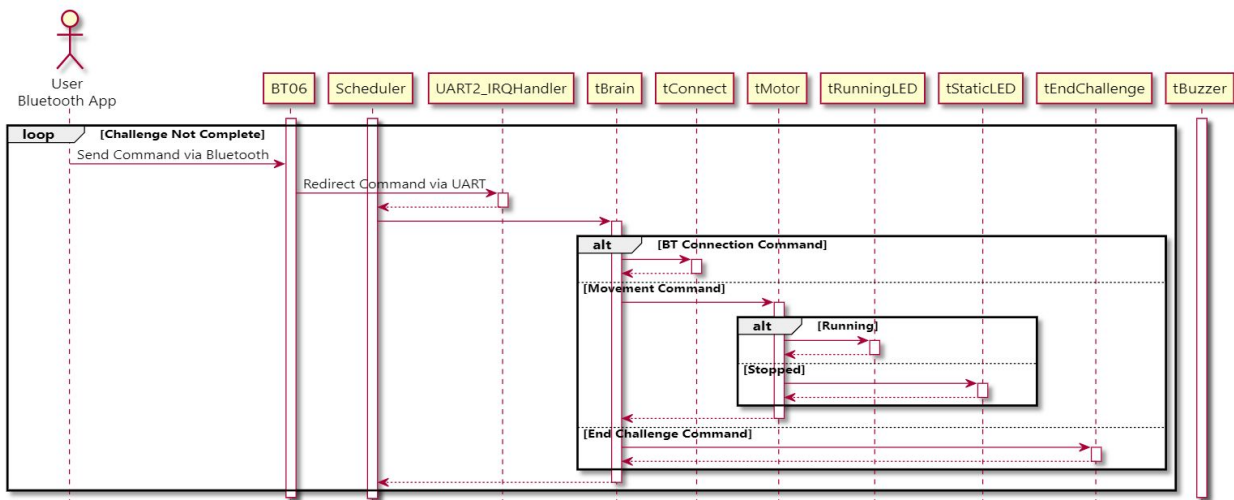 User
Bluetooth App
BT06
Scheduler
UART2_IRQHandler
tBrain
tConnect
tMotor
tRunningLED
tStaticLED
tEndChallenge
tBuzzer
loop
[Challenge Not Complete]
Send Command via Bluetooth
Redirect Command via UART
alt
[BT Connection Command]
[Movement Command]
alt
[Running]
[Stopped]
[End Challenge Command]